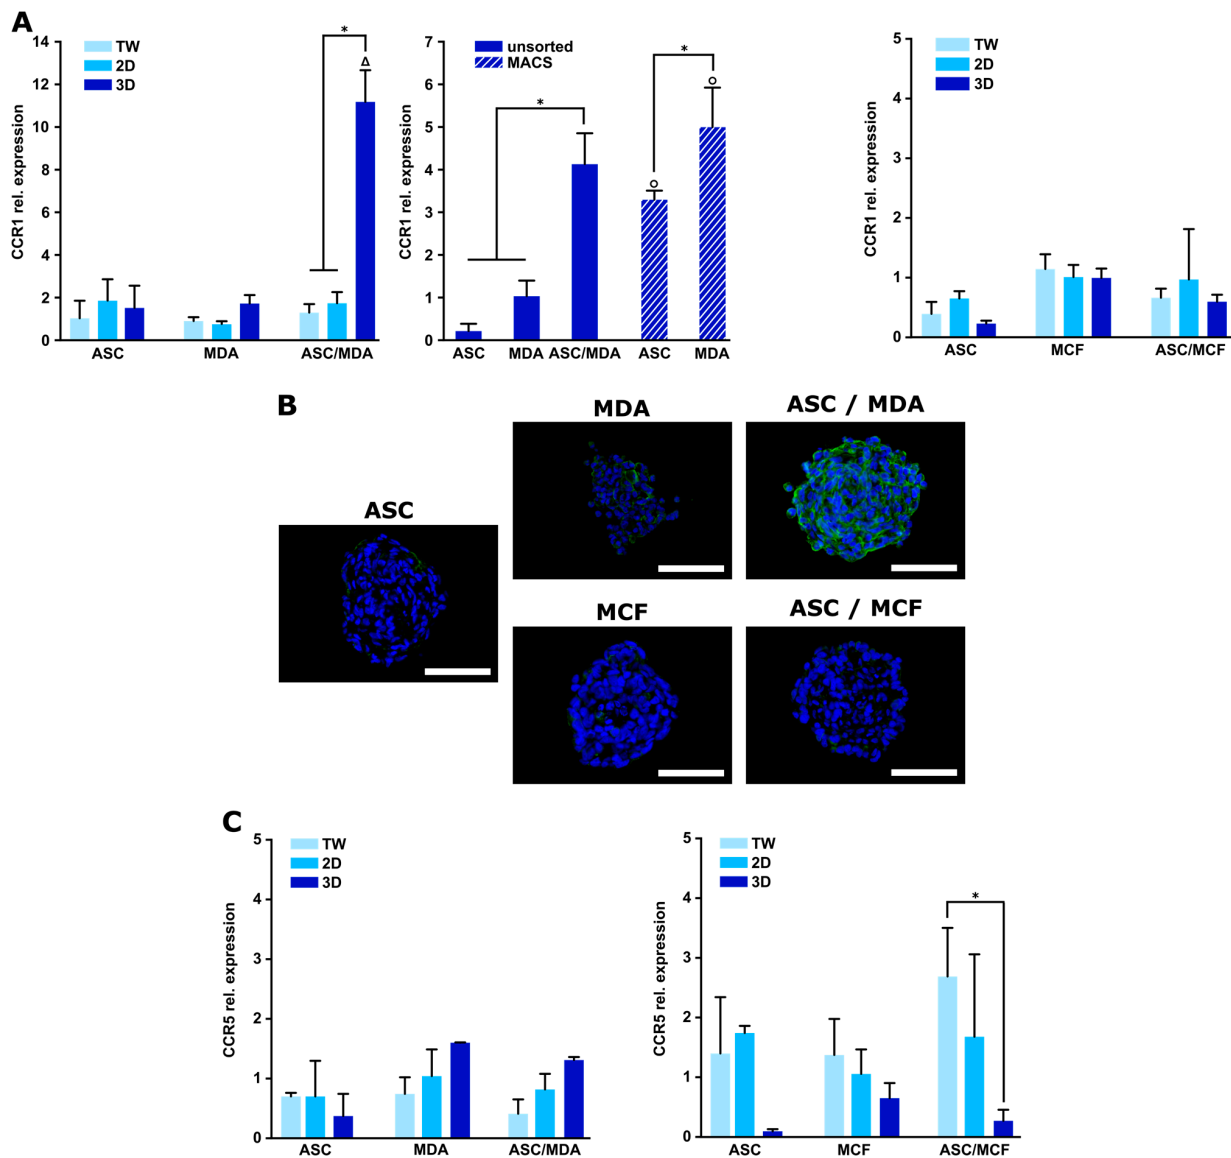 A
14
12
10
8
6
4
2
0
CCR1 rel. expression
TW
2D
3D
*
Δ
ASC
MDA
ASC/MDA
7
6
5
4
3
2
1
0
CCR1 rel. expression
unsorted
MACS
*
*
ASC
MDA
ASC/MDA
ASC
MDA
5
4
3
2
1
0
CCR1 rel. expression
TW
2D
3D
ASC
MCF
ASC/MCF
B
ASC
MDA
ASC / MDA
MCF
ASC / MCF
C
5
4
3
2
1
0
CCR5 rel. expression
TW
2D
3D
ASC
MDA
ASC/MDA
5
4
3
2
1
0
CCR5 rel. expression
TW
2D
3D
*
ASC
MCF
ASC/MCF